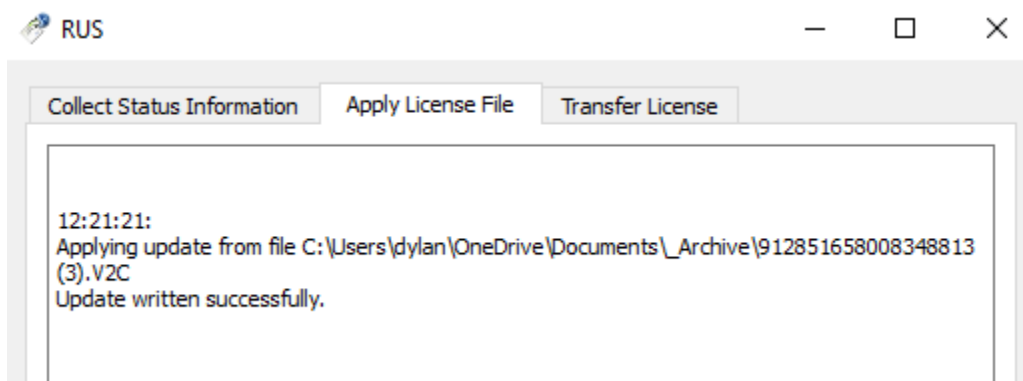 RUS
Collect Status Information
Apply License File
Transfer License
12:21:21:
Applying update from file C:\Users\dylan\OneDrive\Documents\_Archive\912851658008348813
(3).V2C
Update written successfully.